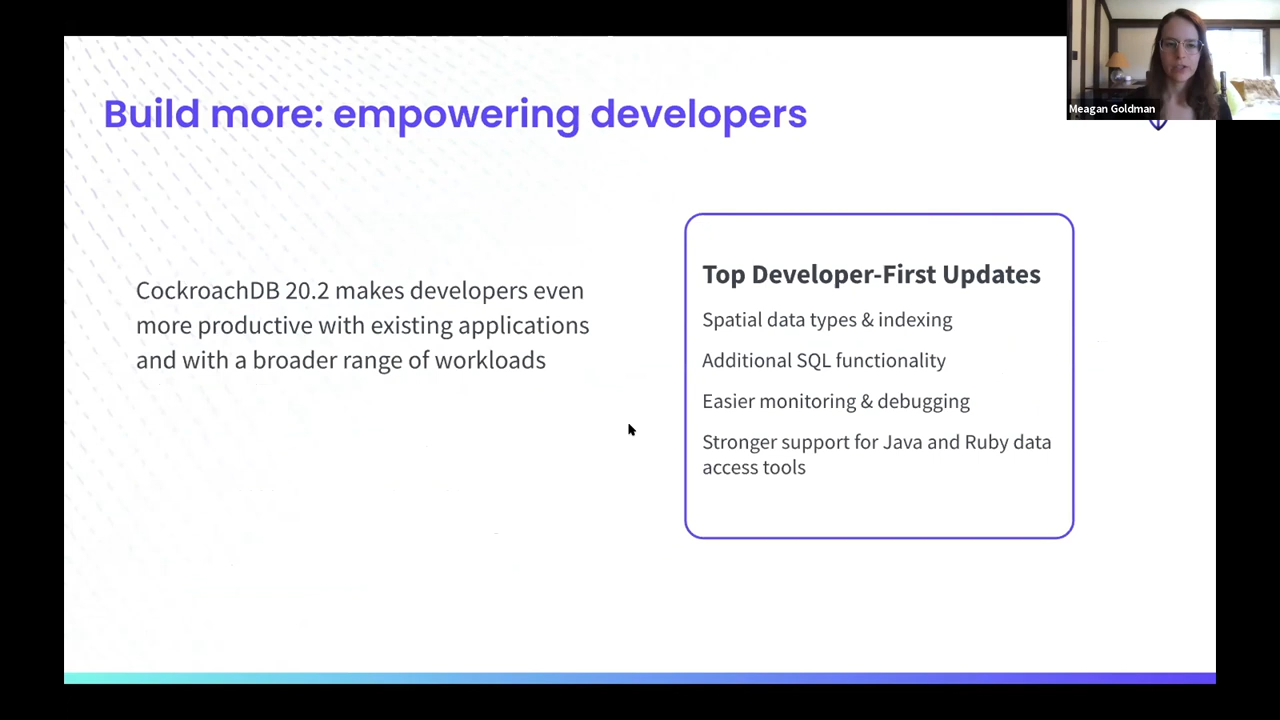 Build more: empowering developers
Meagan Goldman
CockroachDB 20.2 makes developers even
more productive with existing applications
and with a broader range of workloads
Top Developer-First Updates
Spatial data types & indexing
Additional SQL functionality
Easier monitoring & debugging
Stronger support for Java and Ruby data
access tools